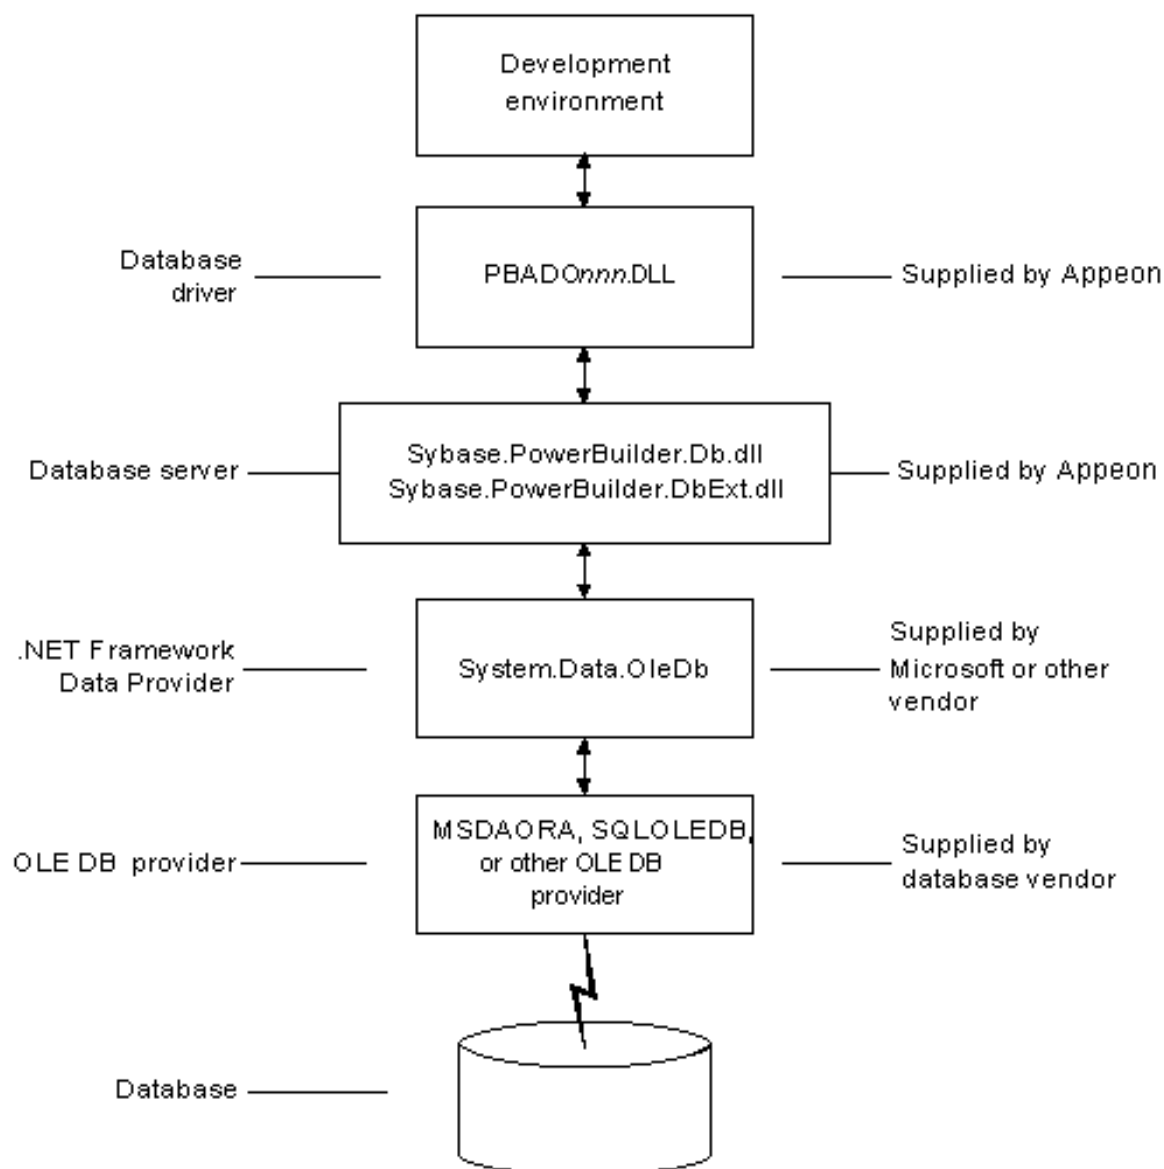 Development
environment
Database
driver
PBADOnnn.DLL
Supplied by Appeon
Database server
Sybase.PowerBuilder.Db.dll
Sybase.PowerBuilder.DbExt.dll
Supplied by Appeon
.NET Framework
Data Provider
System.Data.OleDb
Supplied by
Microsoft or other
vendor
OLE DB provider
MSDAORA, SQLOLEDB,
or other OLE DB
provider
Supplied by
database vendor
Database